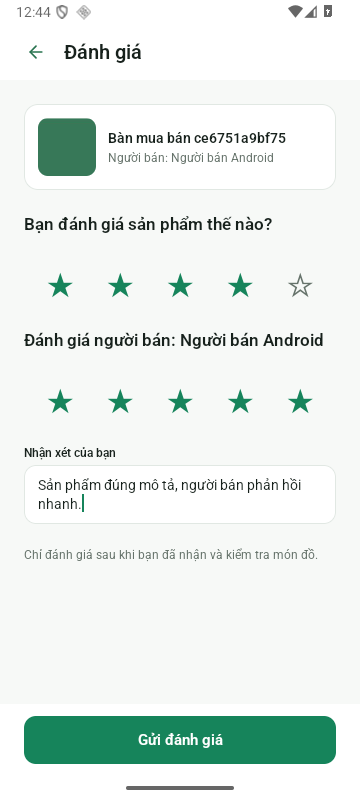 12:44
Đánh giá
Bàn mua bán ce6751a9bf75
Người bán: Người bán Android
Bạn đánh giá sản phẩm thế nào?
Đánh giá người bán: Người bán Android
Nhận xét của bạn
Sản phẩm đúng mô tả, người bán phản hồi
nhanh.
Chỉ đánh giá sau khi bạn đã nhận và kiểm tra món đồ.
Gửi đánh giá